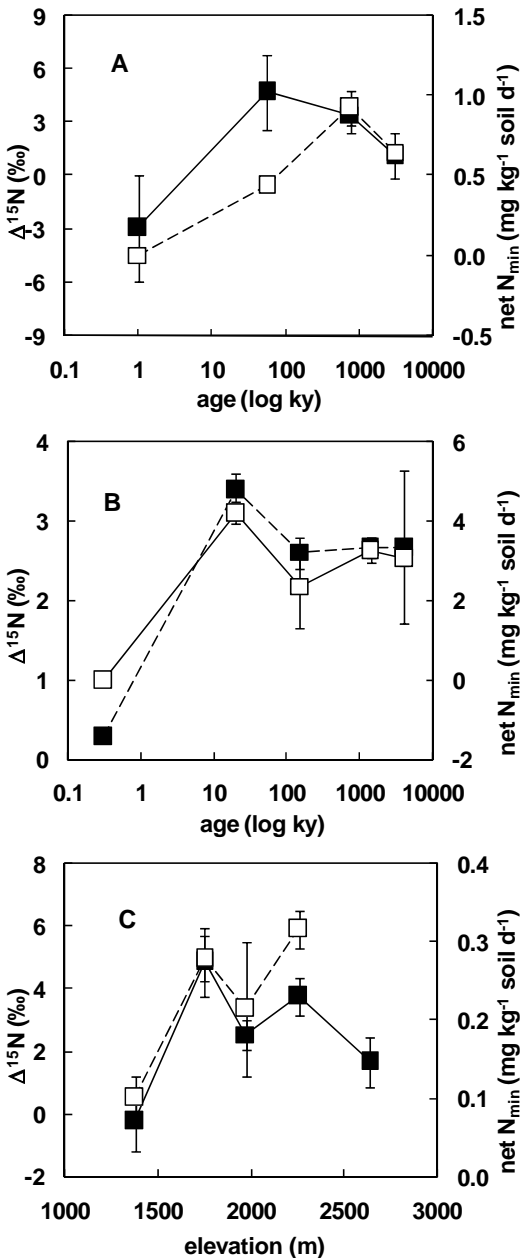 A
9
6
3
0
-3
-6
-9
Δ¹⁵N (‰)
1.5
1.0
0.5
0.0
-0.5
net Nmin (mg kg⁻¹ soil d⁻¹)
0.1 1 10 100 1000 10000
age (log ky)
B
4
3
2
1
0
Δ¹⁵N (‰)
6
4
2
0
-2
net Nmin (mg kg⁻¹ soil d⁻¹)
0.1 1 10 100 1000 10000
age (log ky)
C
8
6
4
2
0
-2
Δ¹⁵N (‰)
0.4
0.3
0.2
0.1
0.0
net Nmin (mg kg⁻¹ soil d⁻¹)
1000 1500 2000 2500 3000
elevation (m)